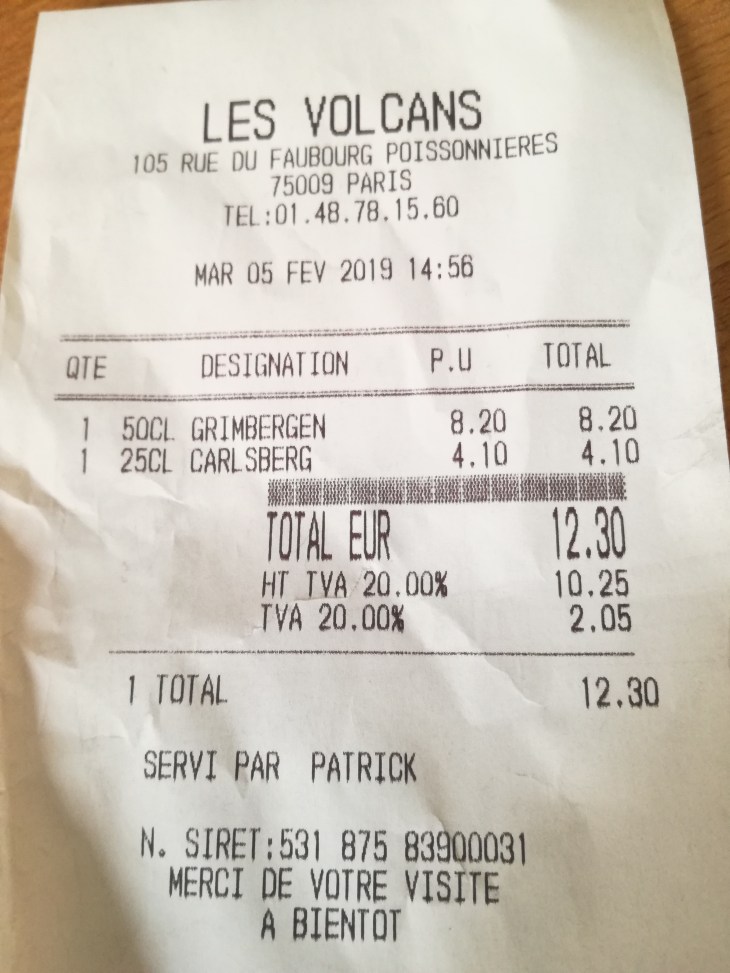 LES VOLCANS
105 RUE DU FAUBOURG POISSONNIERES
75009 PARIS
TEL:01.48.78.15.60
MAR 05 FEV 2019 14:56
QTE DESIGNATION P.U TOTAL
1 50CL GRIMBERGEN 8.20 8.20
1 25CL CARLSBERG 4.10 4.10
TOTAL EUR 12.30
HT TVA 20.00% 10.25
TVA 20.00% 2.05
1 TOTAL 12.30
SERVI PAR PATRICK
N. SIRET:531 875 83900031
MERCI DE VOTRE VISITE
A BIENTOT